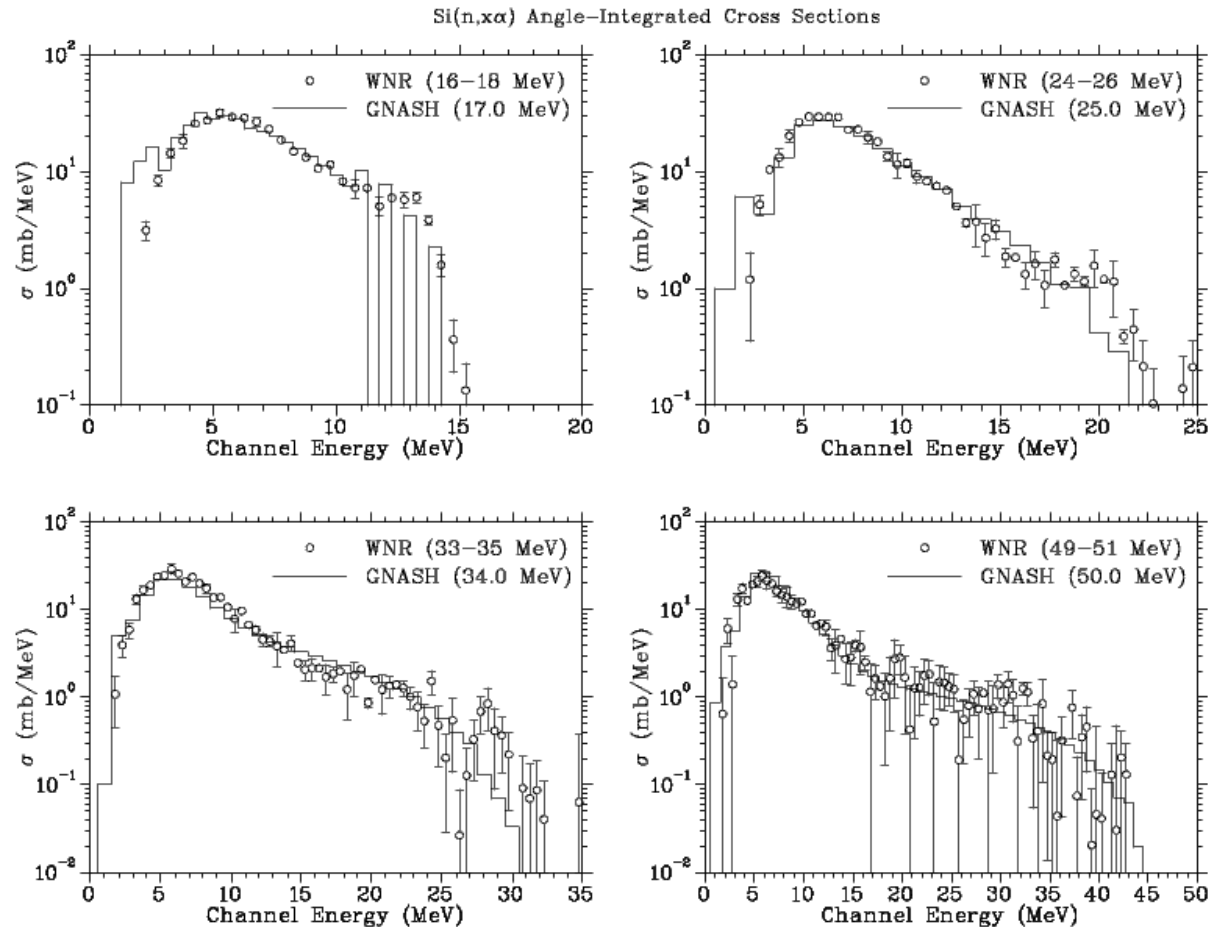 Si(n,xα) Angle-Integrated Cross Sections
WNR (16-18 MeV)
GNASH (17.0 MeV)
σ (mb/MeV)
10²
10¹
10⁰
10⁻¹
0 5 10 15 20
Channel Energy (MeV)
WNR (24-26 MeV)
GNASH (25.0 MeV)
σ (mb/MeV)
10²
10¹
10⁰
10⁻¹
0 5 10 15 20 25
Channel Energy (MeV)
WNR (33-35 MeV)
GNASH (34.0 MeV)
σ (mb/MeV)
10²
10¹
10⁰
10⁻¹
10⁻²
0 5 10 15 20 25 30 35
Channel Energy (MeV)
WNR (49-51 MeV)
GNASH (50.0 MeV)
σ (mb/MeV)
10²
10¹
10⁰
10⁻¹
10⁻²
0 5 10 15 20 25 30 35 40 45 50
Channel Energy (MeV)